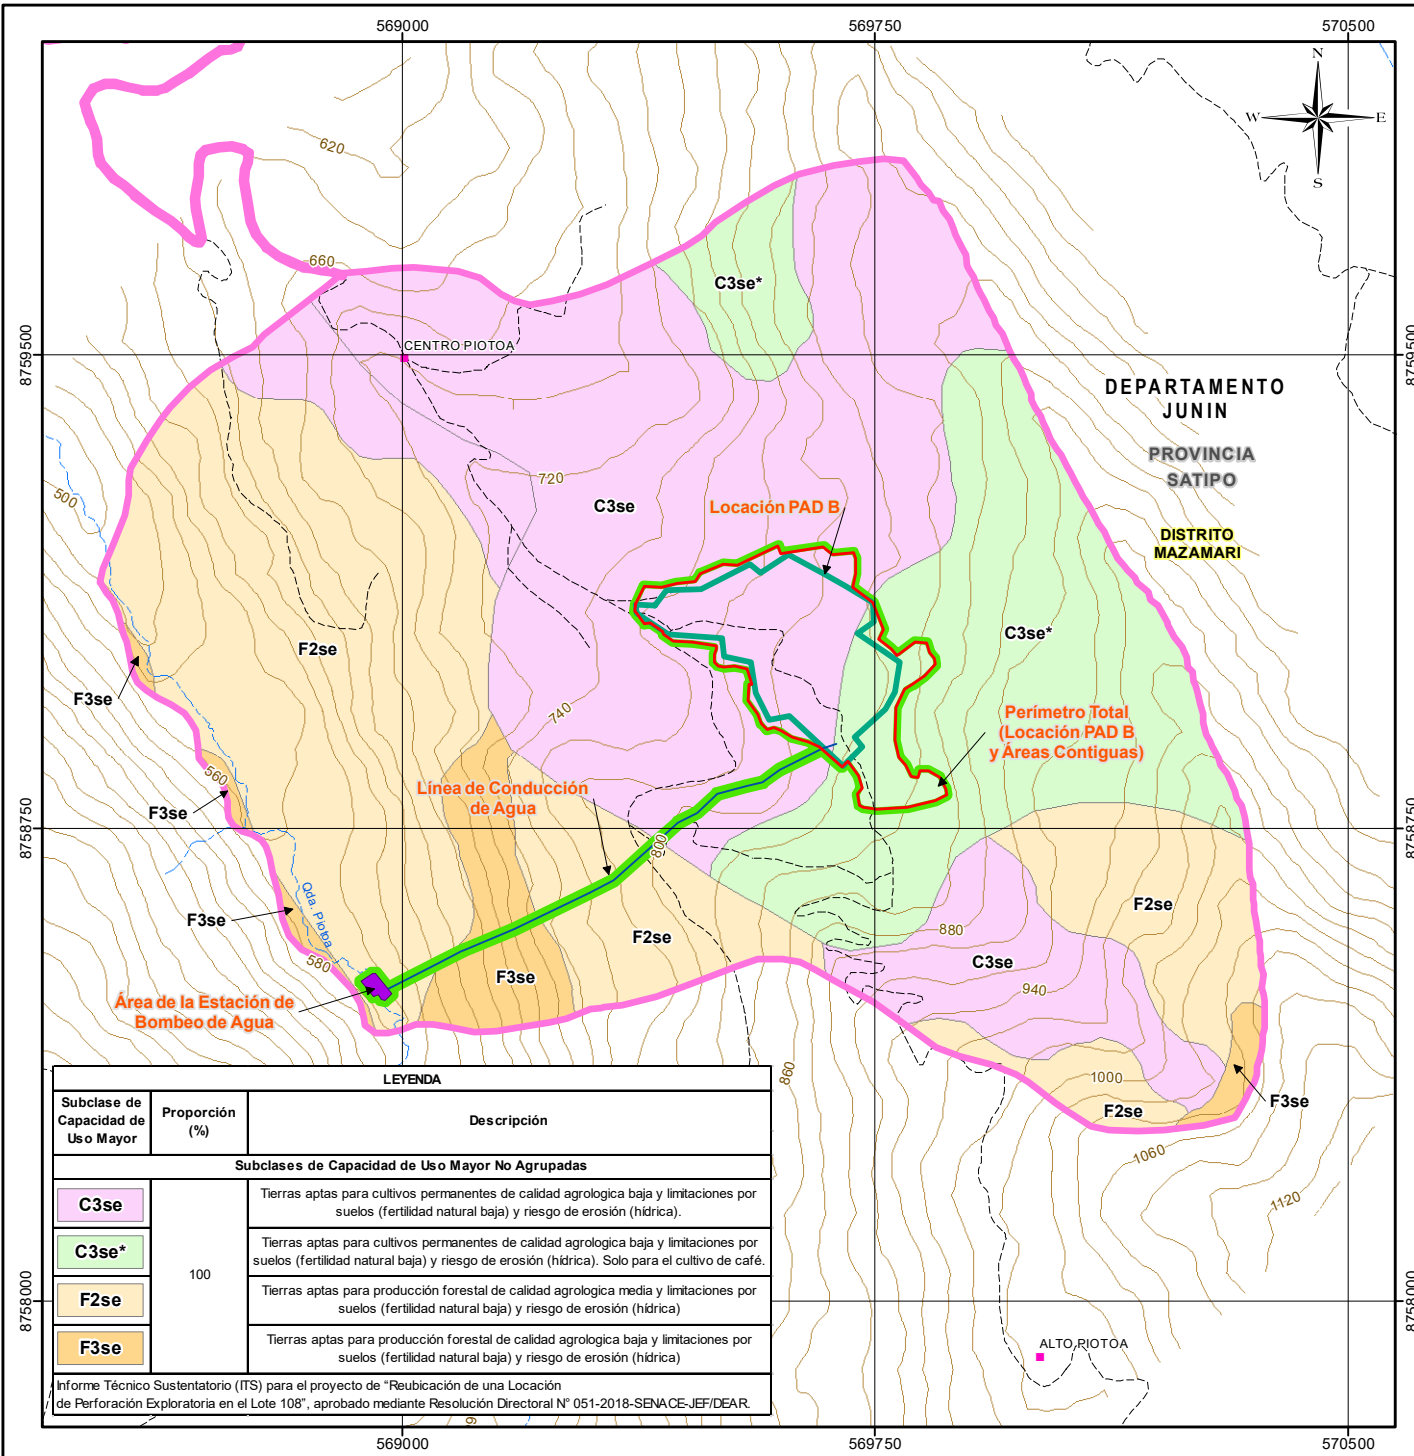 569000
569750
570500
N
W
E
S
620
660
C3se*
CENTRO PIOTOA
8759500
8759500
DEPARTAMENTO
JUNIN
PROVINCIA
SATIPO
DISTRITO
MAZAMARI
500
720
C3se
Locación PAD B
F2se
C3se*
F3se
740
Perímetro Total
(Locación PAD B
y Áreas Contiguas)
560
F3se
Línea de Conducción
de Agua
8758750
8758750
800
Qda. Piotoa
F3se
F2se
F2se
880
C3se
580
F3se
940
Área de la Estación de
Bombeo de Agua
860
1000
F2se
F3se
1060
1120
LEYENDA
Subclase de
Capacidad de
Uso Mayor
Proporción
(%)
Descripción
Subclases de Capacidad de Uso Mayor No Agrupadas
C3se
Tierras aptas para cultivos permanentes de calidad agrologica baja y limitaciones por
suelos (fertilidad natural baja) y riesgo de erosión (hídrica).
C3se*
Tierras aptas para cultivos permanentes de calidad agrologica baja y limitaciones por
suelos (fertilidad natural baja) y riesgo de erosión (hídrica). Solo para el cultivo de café.
100
F2se
Tierras aptas para producción forestal de calidad agrologica media y limitaciones por
suelos (fertilidad natural baja) y riesgo de erosión (hídrica)
F3se
Tierras aptas para producción forestal de calidad agrologica baja y limitaciones por
suelos (fertilidad natural baja) y riesgo de erosión (hídrica)
Informe Técnico Sustentatorio (ITS) para el proyecto de “Reubicación de una Locación
de Perforación Exploratoria en el Lote 108”, aprobado mediante Resolución Directoral N° 051-2018-SENACE-JEF/DEAR.
8758000
8758000
ALTO PIOTOA
569000
569750
570500